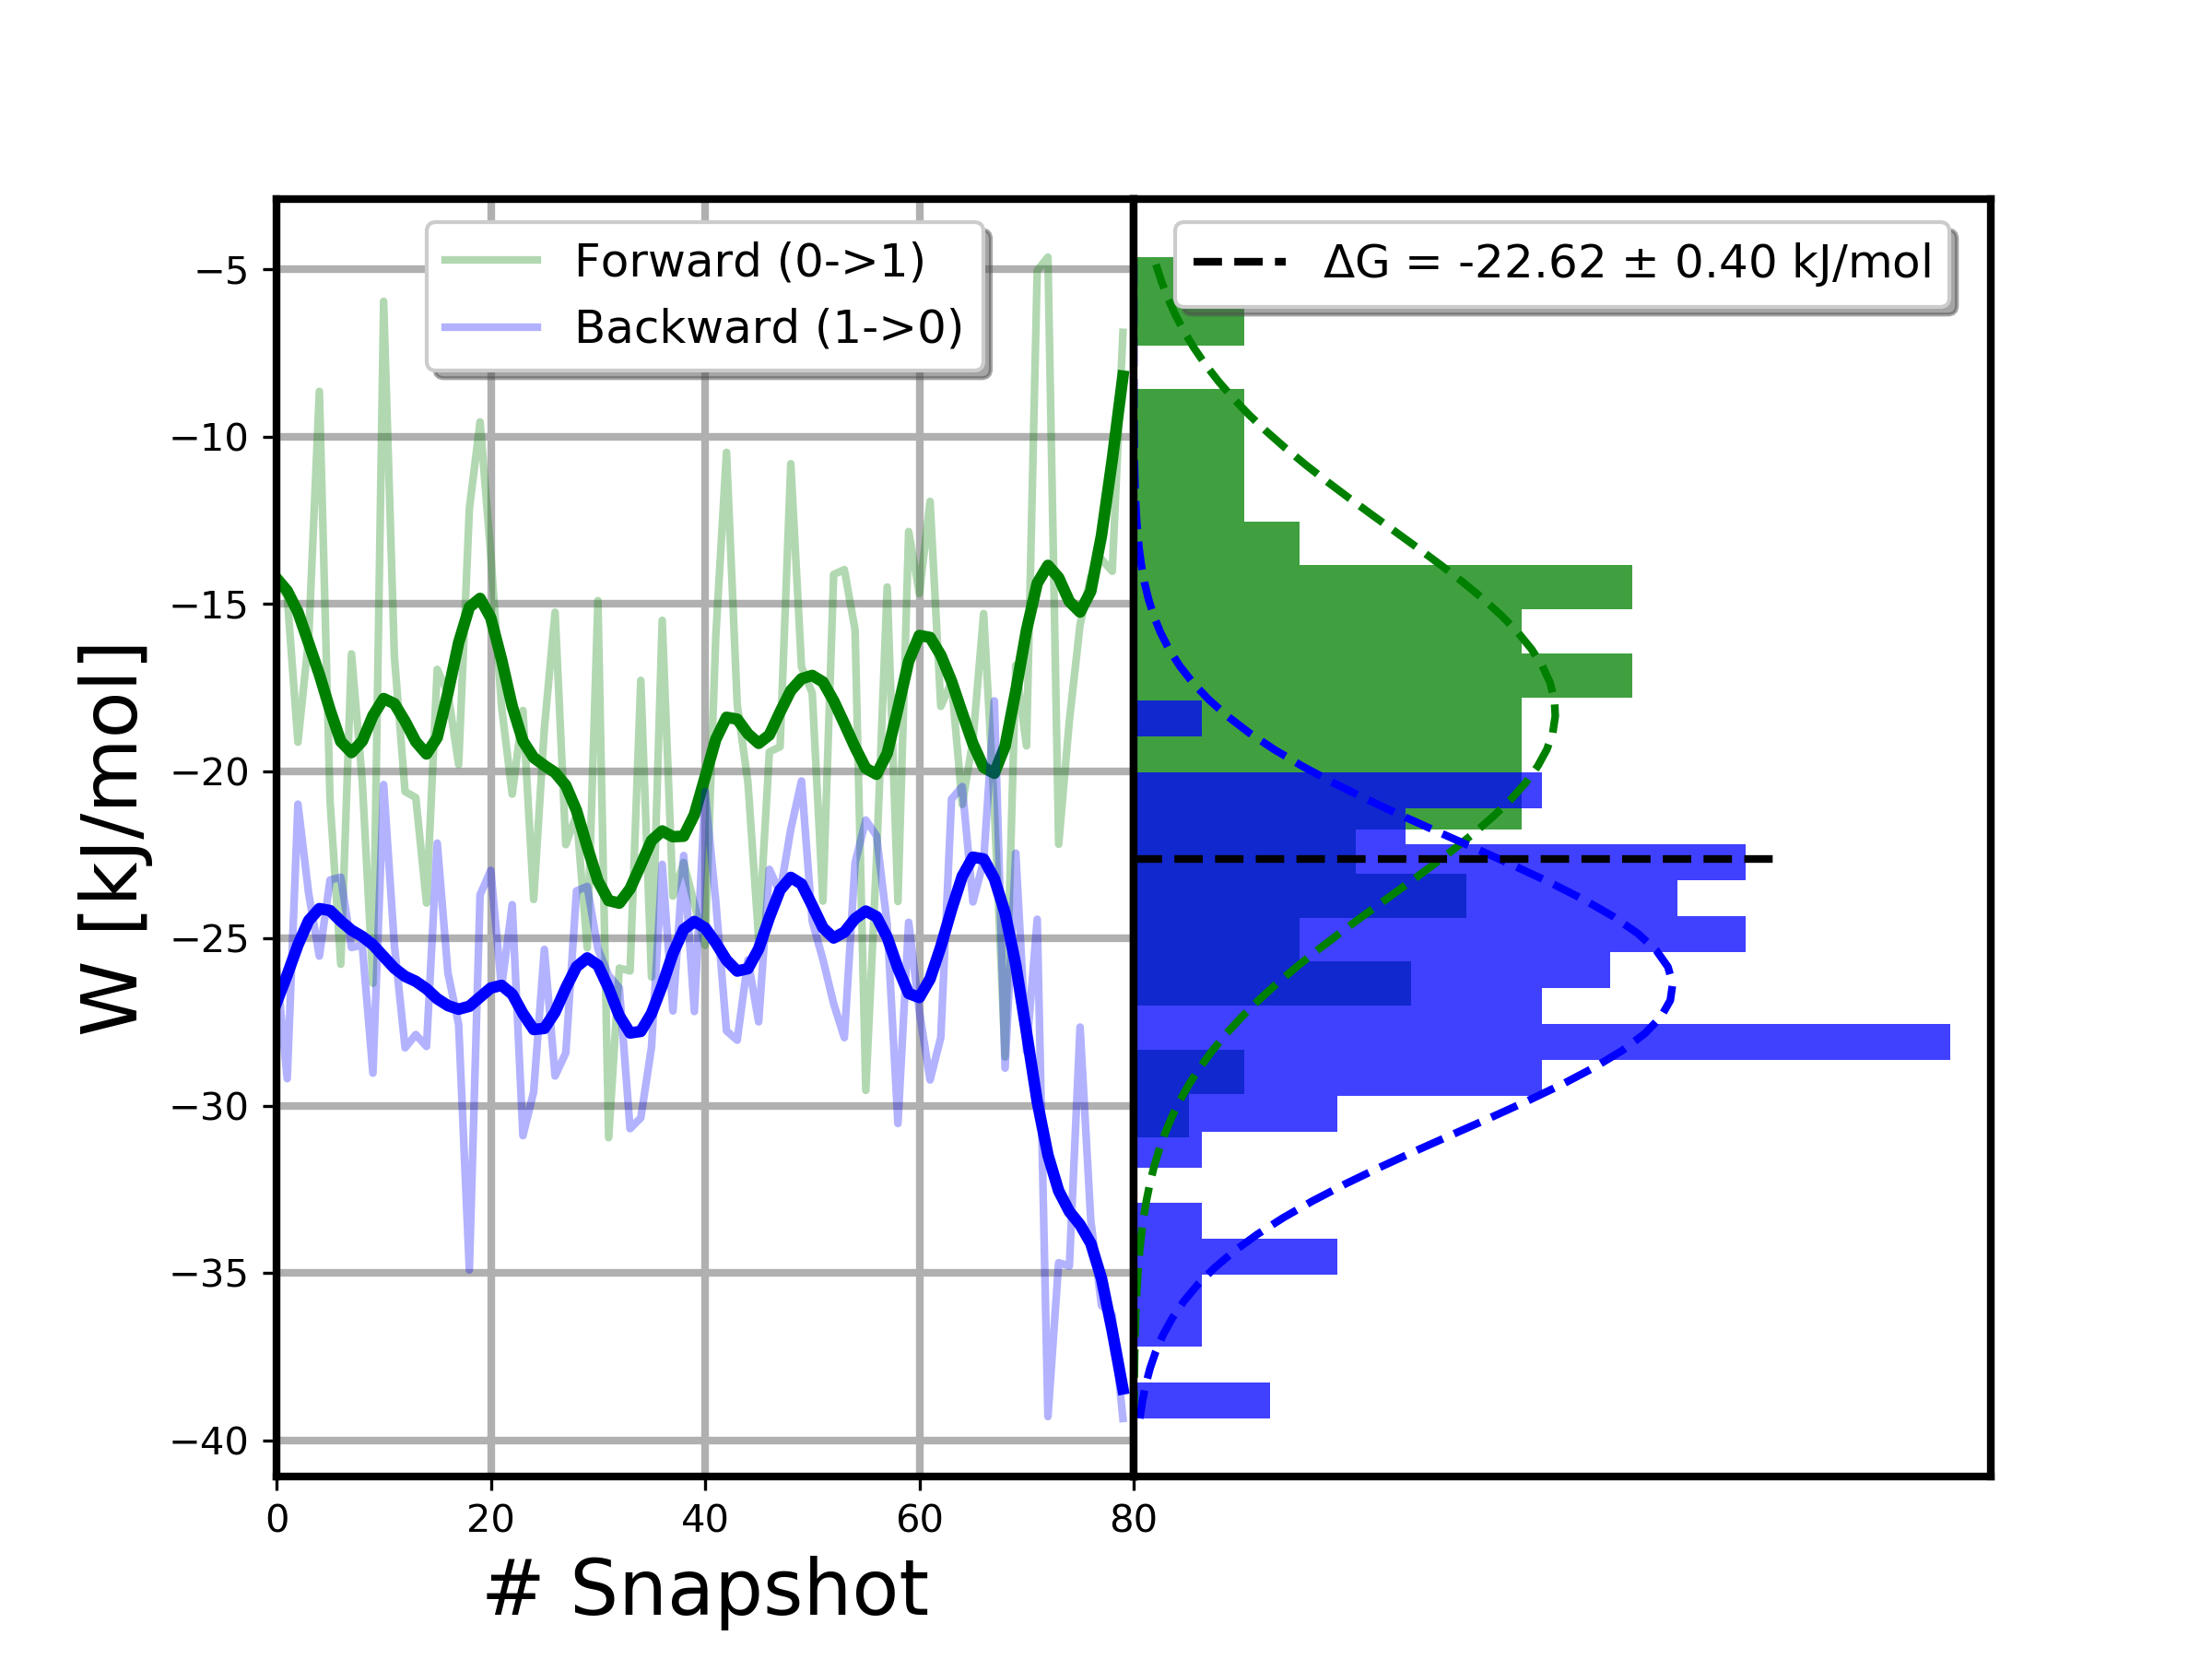 Forward (0->1)
Backward (1->0)
ΔG = -22.62 ± 0.40 kJ/mol
W [kJ/mol]
−5
−10
−15
−20
−25
−30
−35
−40
0 20 40 60 80
# Snapshot